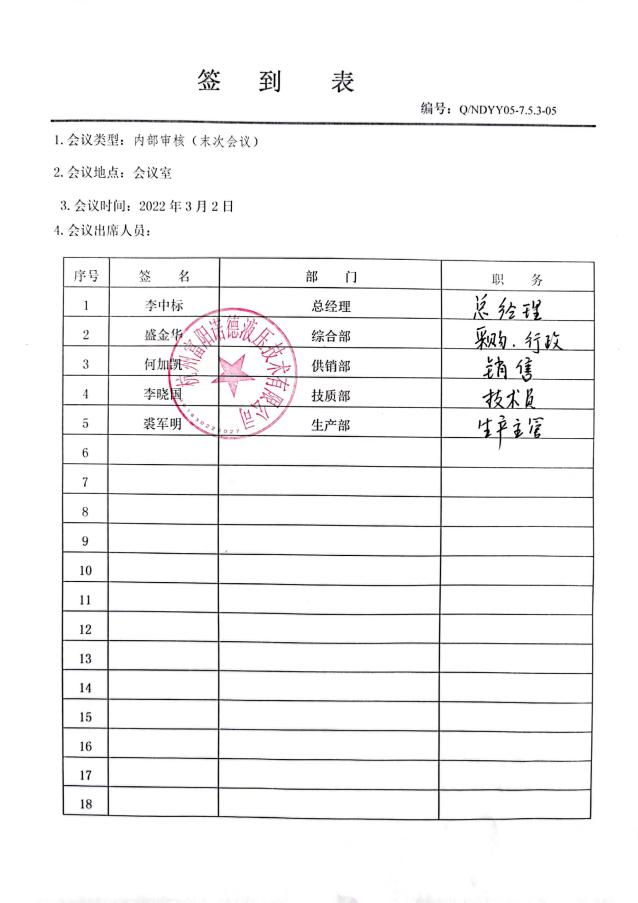 签 到 表
编号：Q/NDYY05-7.5.3-05
1.会议类型：内部审核（末次会议）
2.会议地点：会议室
3.会议时间：2022年3月2日
4.会议出席人员：
序号 签 名 部 门 职 务
1 李中标 总经理 总经理
2 盛金华 综合部 采购.行政
3 何加凯 供销部 销售
4 李晓国 技质部 技术员
5 裘军明 生产部 生产主管
6
7
8
9
10
11
12
13
14
15
16
17
18
杭州富阳诺德液压技术有限公司